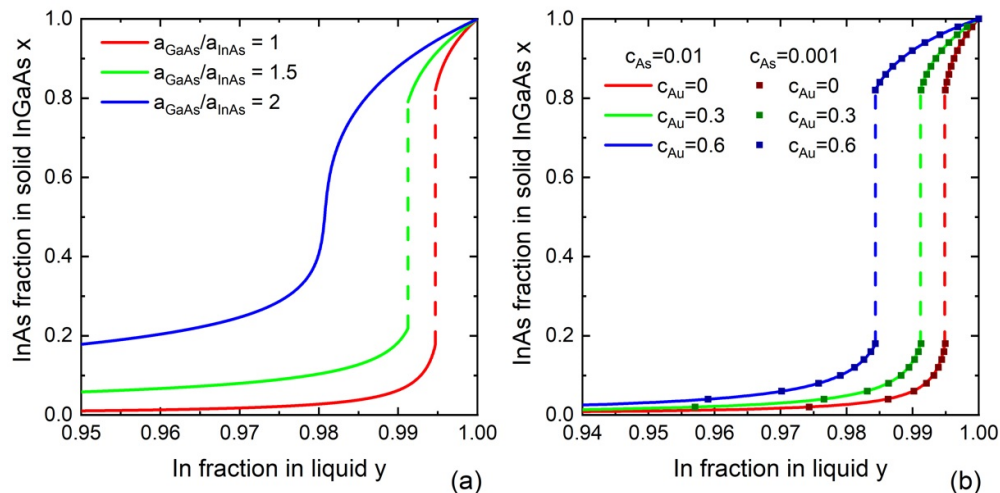 InAs fraction in solid InGaAs x
1.0
0.8
0.6
0.4
0.2
0.0
a_GaAs/a_InAs = 1
a_GaAs/a_InAs = 1.5
a_GaAs/a_InAs = 2
0.95 0.96 0.97 0.98 0.99 1.00
In fraction in liquid y
(a)
InAs fraction in solid InGaAs x
1.0
0.8
0.6
0.4
0.2
0.0
c_As=0.01 c_As=0.001
c_Au=0 c_Au=0
c_Au=0.3 c_Au=0.3
c_Au=0.6 c_Au=0.6
0.94 0.95 0.96 0.97 0.98 0.99 1.00
In fraction in liquid y
(b)